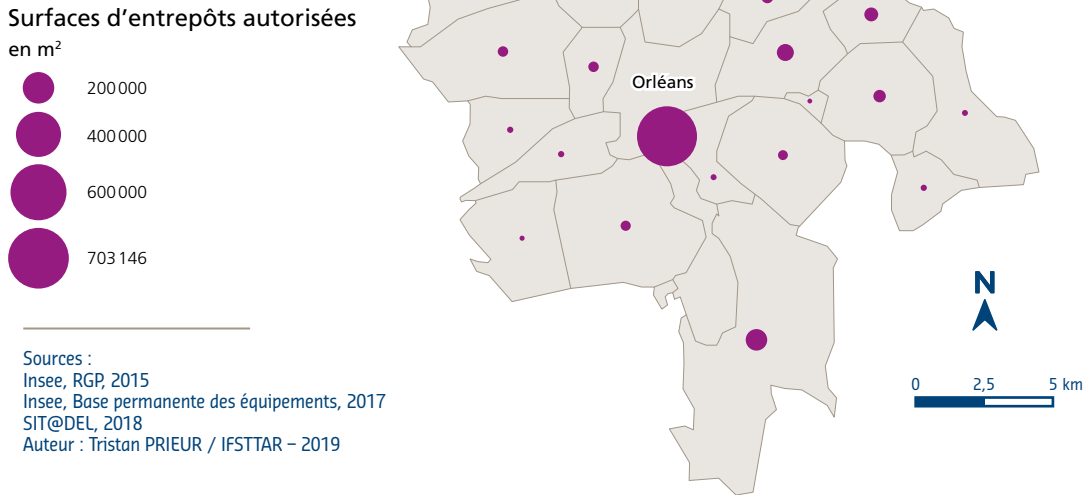 Surfaces d’entrepôts autorisées
en m²
200 000
400 000
600 000
703 146
Orléans
N
0 2,5 5 km
Sources :
Insee, RGP, 2015
Insee, Base permanente des équipements, 2017
SIT@DEL, 2018
Auteur : Tristan PRIEUR / IFSTTAR – 2019